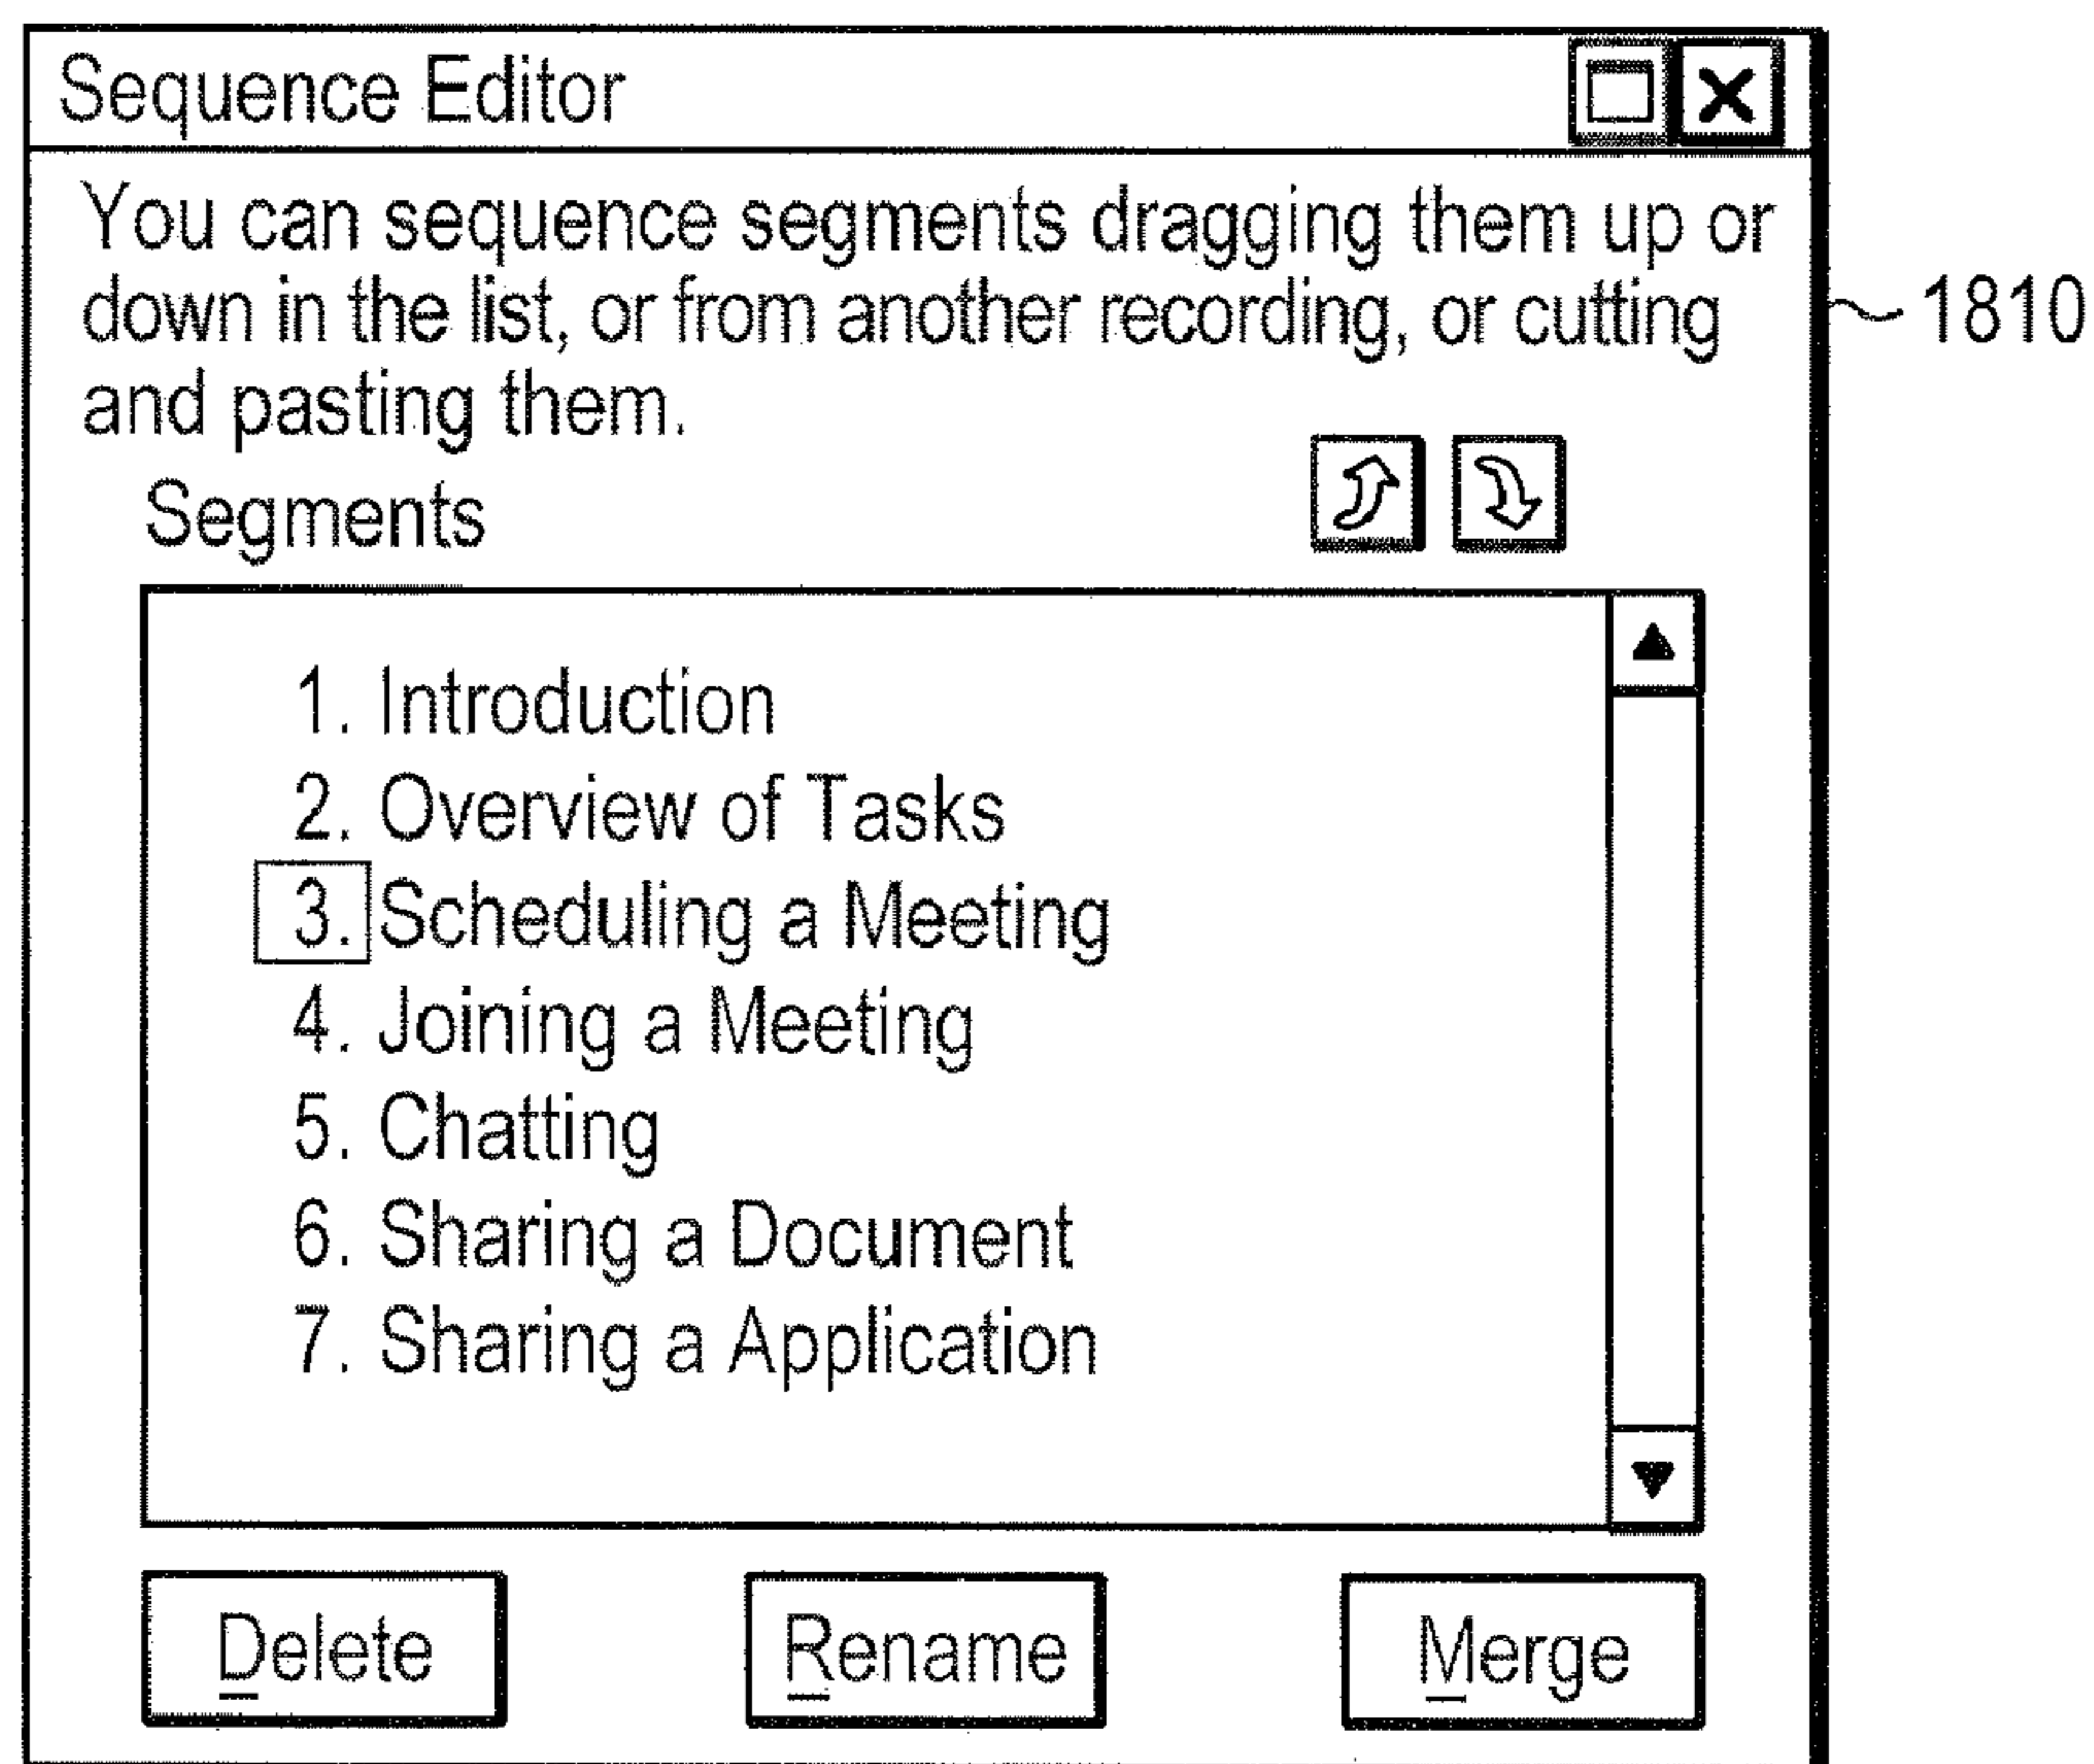 Sequence Editor
You can sequence segments dragging them up or
down in the list, or from another recording, or cutting
and pasting them.
1810
Segments
1. Introduction
2. Overview of Tasks
3. Scheduling a Meeting
4. Joining a Meeting
5. Chatting
6. Sharing a Document
7. Sharing a Application
Delete Rename Merge